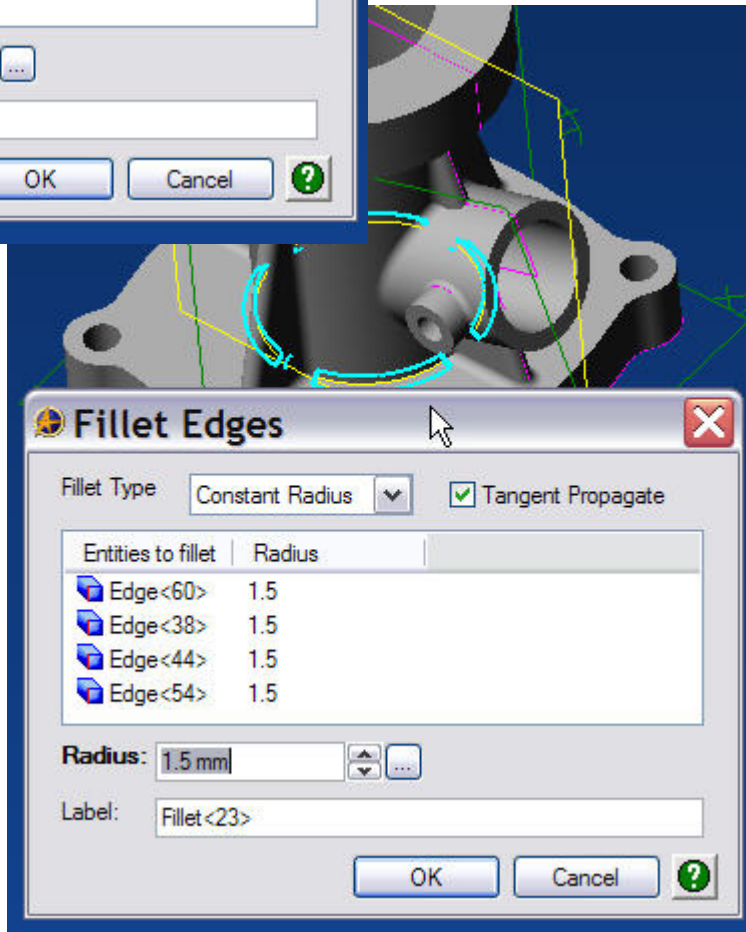 ...
OK Cancel ?
Fillet Edges
Fillet Type Constant Radius Tangent Propagate
Entities to fillet Radius
Edge<60> 1.5
Edge<38> 1.5
Edge<44> 1.5
Edge<54> 1.5
Radius: 1.5 mm ...
Label: Fillet<23>
OK Cancel ?